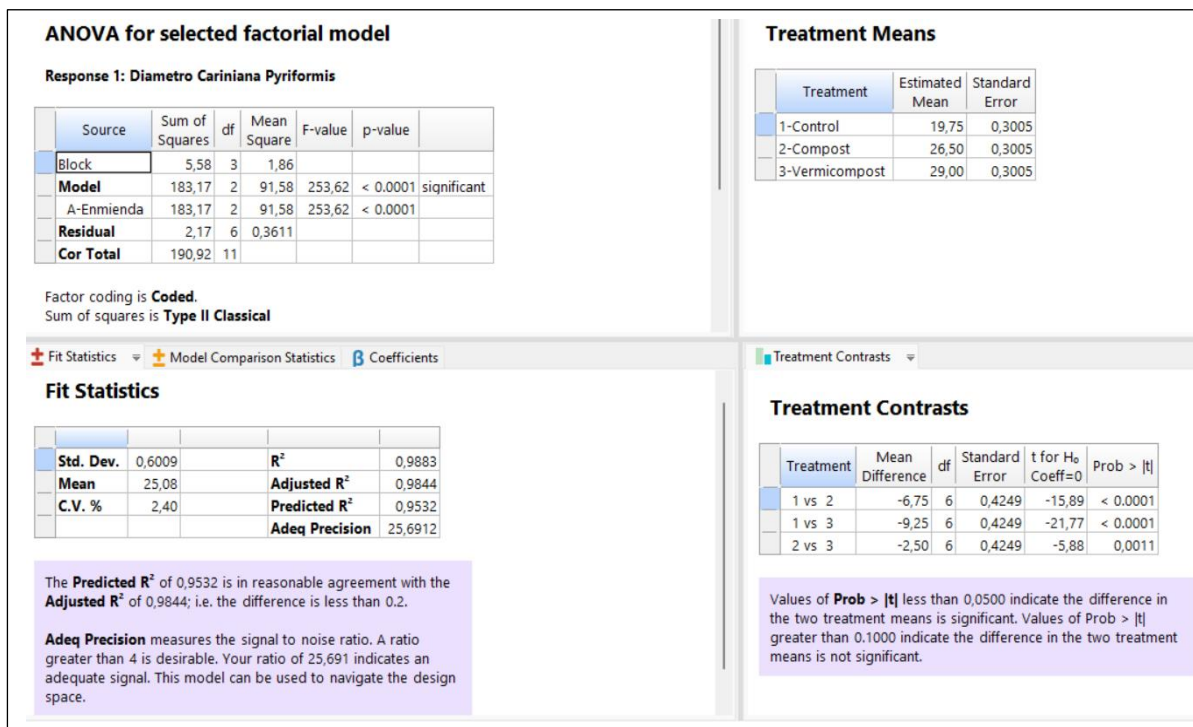 ANOVA for selected factorial model
Response 1: Diametro Cariniana Pyriformis
Source Sum of Squares df Mean Square F-value p-value
Block 5,58 3 1,86
Model 183,17 2 91,58 253,62 < 0.0001 significant
A-Enmienda 183,17 2 91,58 253,62 < 0.0001
Residual 2,17 6 0,3611
Cor Total 190,92 11
Factor coding is Coded.
Sum of squares is Type II Classical
Treatment Means
Treatment Estimated Mean Standard Error
1-Control 19,75 0,3005
2-Compost 26,50 0,3005
3-Vermicompost 29,00 0,3005
Fit Statistics Model Comparison Statistics β Coefficients
Fit Statistics
Std. Dev. 0,6009 R² 0,9883
Mean 25,08 Adjusted R² 0,9844
C.V. % 2,40 Predicted R² 0,9532
Adeq Precision 25,6912
The Predicted R² of 0,9532 is in reasonable agreement with the
Adjusted R² of 0,9844; i.e. the difference is less than 0.2.
Adeq Precision measures the signal to noise ratio. A ratio
greater than 4 is desirable. Your ratio of 25,691 indicates an
adequate signal. This model can be used to navigate the design
space.
Treatment Contrasts
Treatment Contrasts
Treatment Mean Difference df Standard Error t for H₀ Coeff=0 Prob > |t|
1 vs 2 -6,75 6 0,4249 -15,89 < 0.0001
1 vs 3 -9,25 6 0,4249 -21,77 < 0.0001
2 vs 3 -2,50 6 0,4249 -5,88 0,0011
Values of Prob > |t| less than 0,0500 indicate the difference in
the two treatment means is significant. Values of Prob > |t|
greater than 0.1000 indicate the difference in the two treatment
means is not significant.